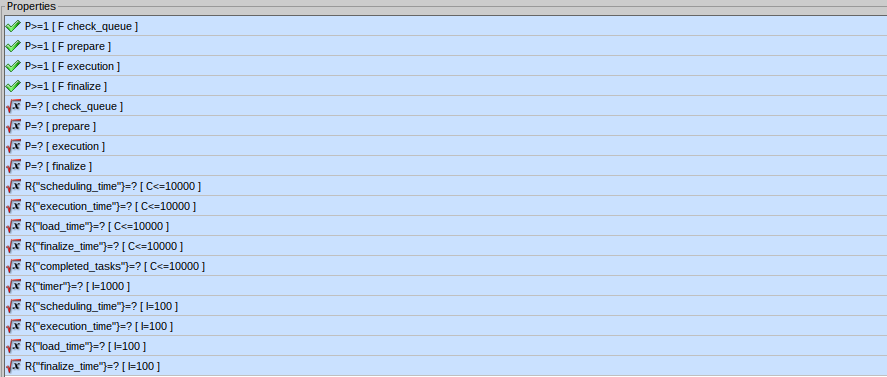 Properties
P>=1 [ F check_queue ]
P>=1 [ F prepare ]
P>=1 [ F execution ]
P>=1 [ F finalize ]
P=? [ check_queue ]
P=? [ prepare ]
P=? [ execution ]
P=? [ finalize ]
R{"scheduling_time"}=? [ C<=10000 ]
R{"execution_time"}=? [ C<=10000 ]
R{"load_time"}=? [ C<=10000 ]
R{"finalize_time"}=? [ C<=10000 ]
R{"completed_tasks"}=? [ C<=10000 ]
R{"timer"}=? [ I=1000 ]
R{"scheduling_time"}=? [ I=100 ]
R{"execution_time"}=? [ I=100 ]
R{"load_time"}=? [ I=100 ]
R{"finalize_time"}=? [ I=100 ]